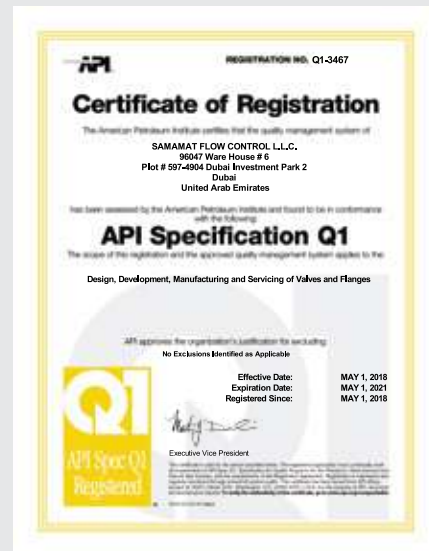 API
REGISTRATION NO. Q1-3467
Certificate of Registration
The American Petroleum Institute certifies that the quality management system of
SAMAMAT FLOW CONTROL L.L.C.
96047 Ware House # 6
Plot # 597-4904 Dubai Investment Park 2
Dubai
United Arab Emirates
has been assessed by the American Petroleum Institute and found to be in conformance
with the following:
API Specification Q1
The scope of this registration and the approved quality management system applies to the
Design, Development, Manufacturing and Servicing of Valves and Flanges
API approves the organization's justification for excluding
No Exclusions Identified as Applicable
Effective Date: MAY 1, 2018
Expiration Date: MAY 1, 2021
Registered Since: MAY 1, 2018
Q1
API Spec Q1
Registered
Executive Vice President